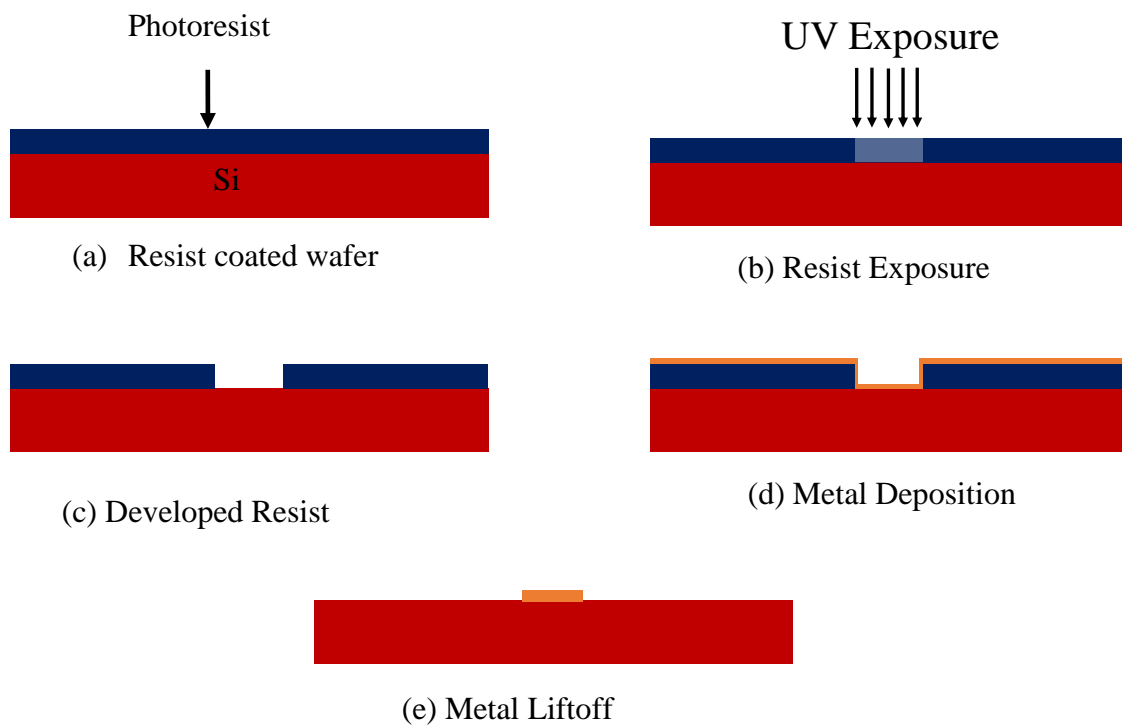 Photoresist
UV Exposure
Si
(a) Resist coated wafer
(b) Resist Exposure
(c) Developed Resist
(d) Metal Deposition
(e) Metal Liftoff